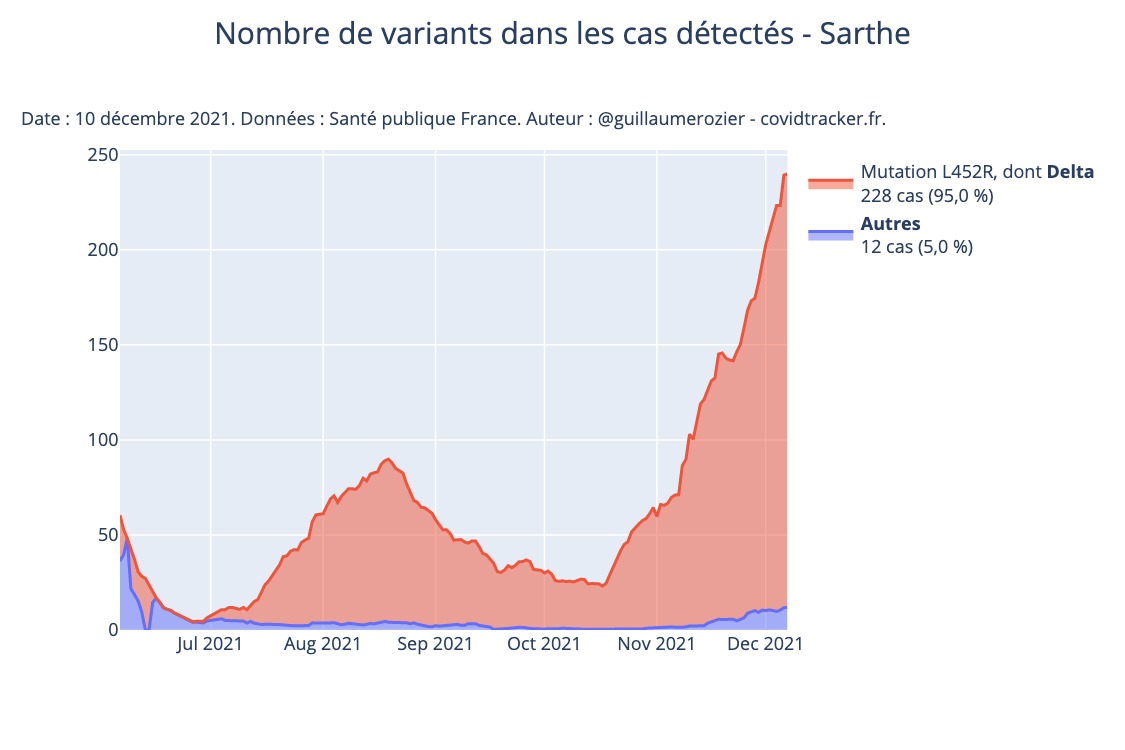 Nombre de variants dans les cas détectés - Sarthe
Date : 10 décembre 2021. Données : Santé publique France. Auteur : @guillaumerozier - covidtracker.fr.
250
200
150
100
50
0
Jul 2021
Aug 2021
Sep 2021
Oct 2021
Nov 2021
Dec 2021
Mutation L452R, dont Delta
228 cas (95,0 %)
Autres
12 cas (5,0 %)